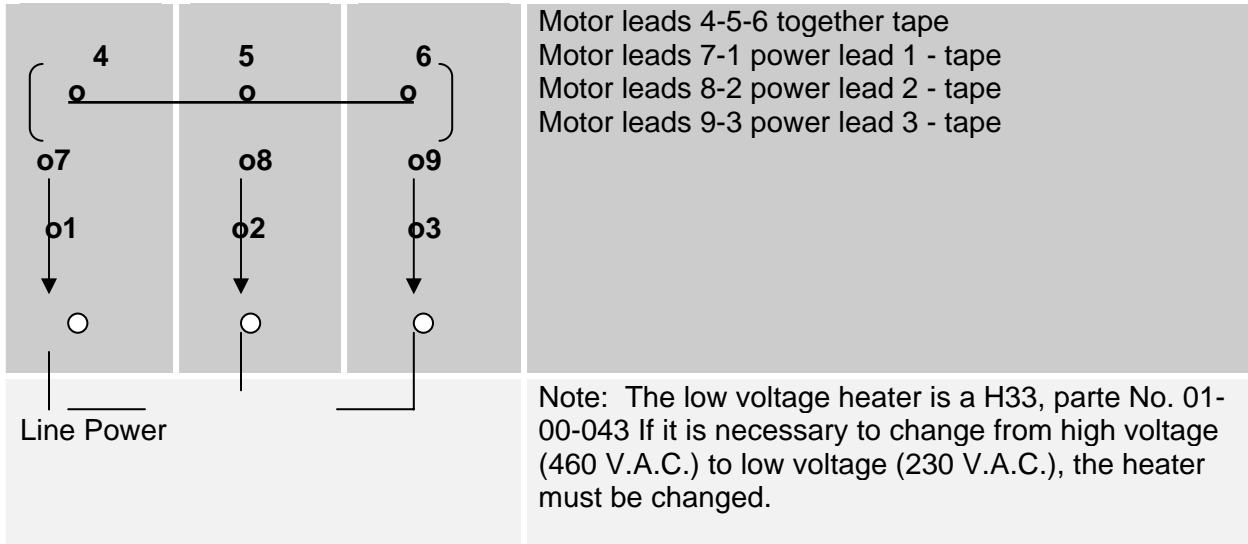 4 5 6
o o o
o7 o8 o9
o1 o2 o3
Line Power
Motor leads 4-5-6 together tape
Motor leads 7-1 power lead 1 - tape
Motor leads 8-2 power lead 2 - tape
Motor leads 9-3 power lead 3 - tape
Note:  The low voltage heater is a H33, parte No. 01-
00-043 If it is necessary to change from high voltage
(460 V.A.C.) to low voltage (230 V.A.C.), the heater
must be changed.